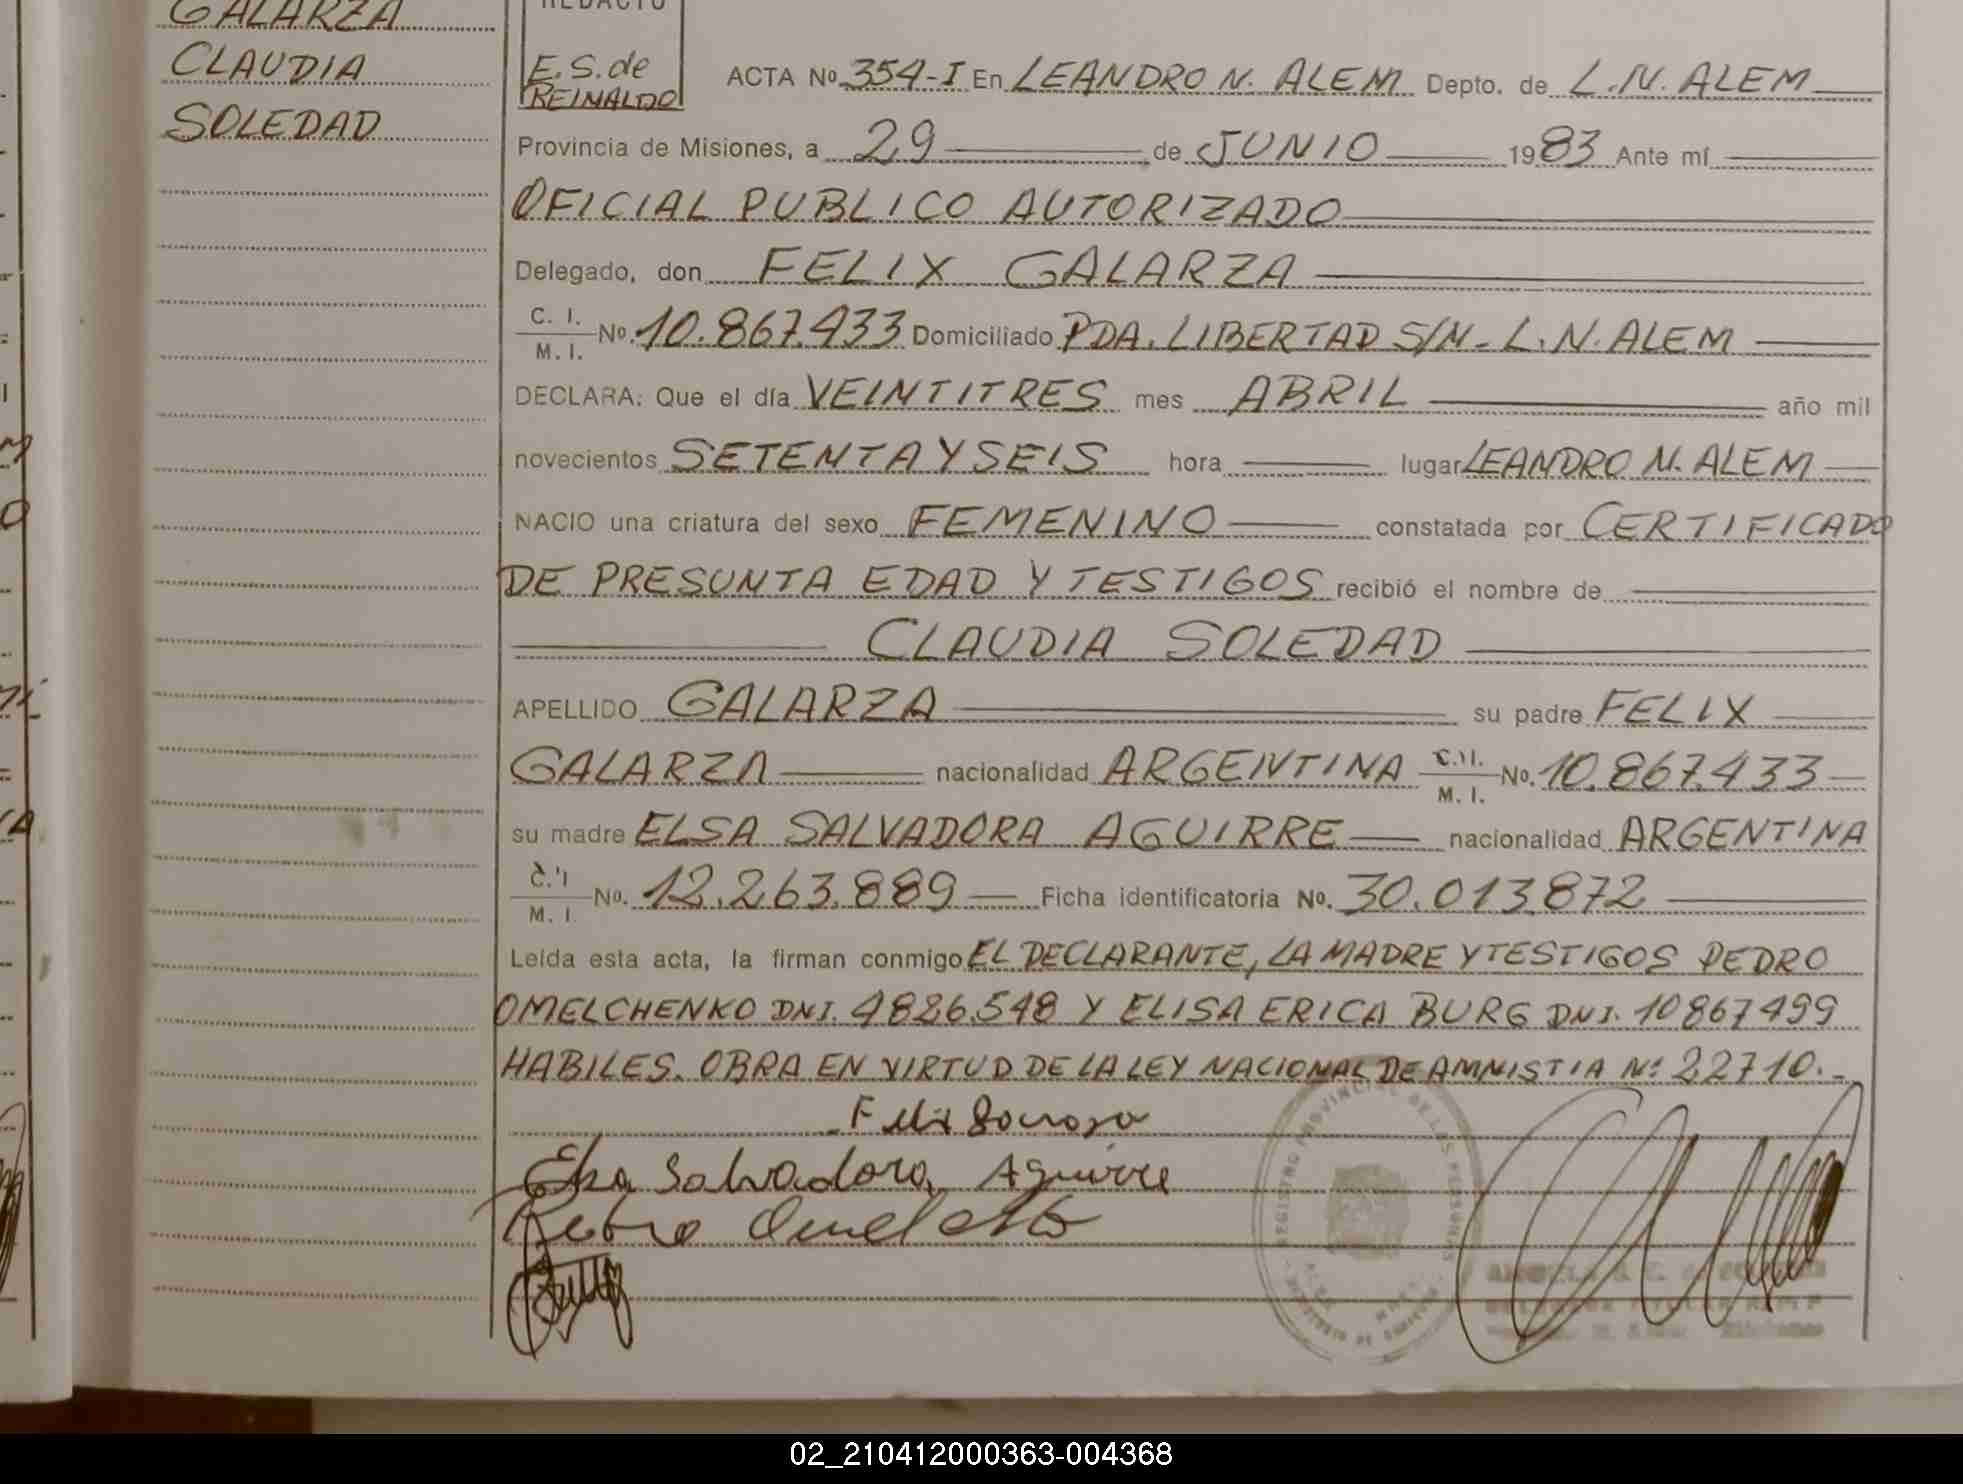 GALARZA
CLAUDIA
SOLEDAD
REDACTO
E.S. de
REINALDO
ACTA Nº 354-I En LEANDRO N. ALEM Depto. de L.N. ALEM
Provincia de Misiones, a 29 de JUNIO 1983 Ante mí
OFICIAL PUBLICO AUTORIZADO
Delegado, don FELIX GALARZA
C. I. M. I. Nº. 10.867.433 Domiciliado PDA. LIBERTAD S/N - L.N. ALEM
DECLARA: Que el día VEINTITRES mes ABRIL año mil
novecientos SETENTA Y SEIS hora lugar LEANDRO N. ALEM
NACIO una criatura del sexo FEMENINO constatada por CERTIFICADO
DE PRESUNTA EDAD Y TESTIGOS recibió el nombre de
CLAUDIA SOLEDAD
APELLIDO GALARZA su padre FELIX
GALARZA nacionalidad ARGENTINA C.I. M. I. Nº. 10.867.433
su madre ELSA SALVADORA AGUIRRE nacionalidad ARGENTINA
C.I M. I. Nº. 12.263.889 Ficha identificatoria Nº. 30.013.872
Leída esta acta, la firman conmigo EL DECLARANTE, LA MADRE Y TESTIGOS PEDRO
OMELCHENKO DNI. 4826.548 Y ELISA ERICA BURG DNI. 10867499
HABILES. OBRA EN VIRTUD DE LA LEY NACIONAL DE AMNISTIA Nº 22710.-
Elsa Salvadora Aguirre
REGISTRO PROVINCIAL DE LAS PERSONAS
02_210412000363-004368